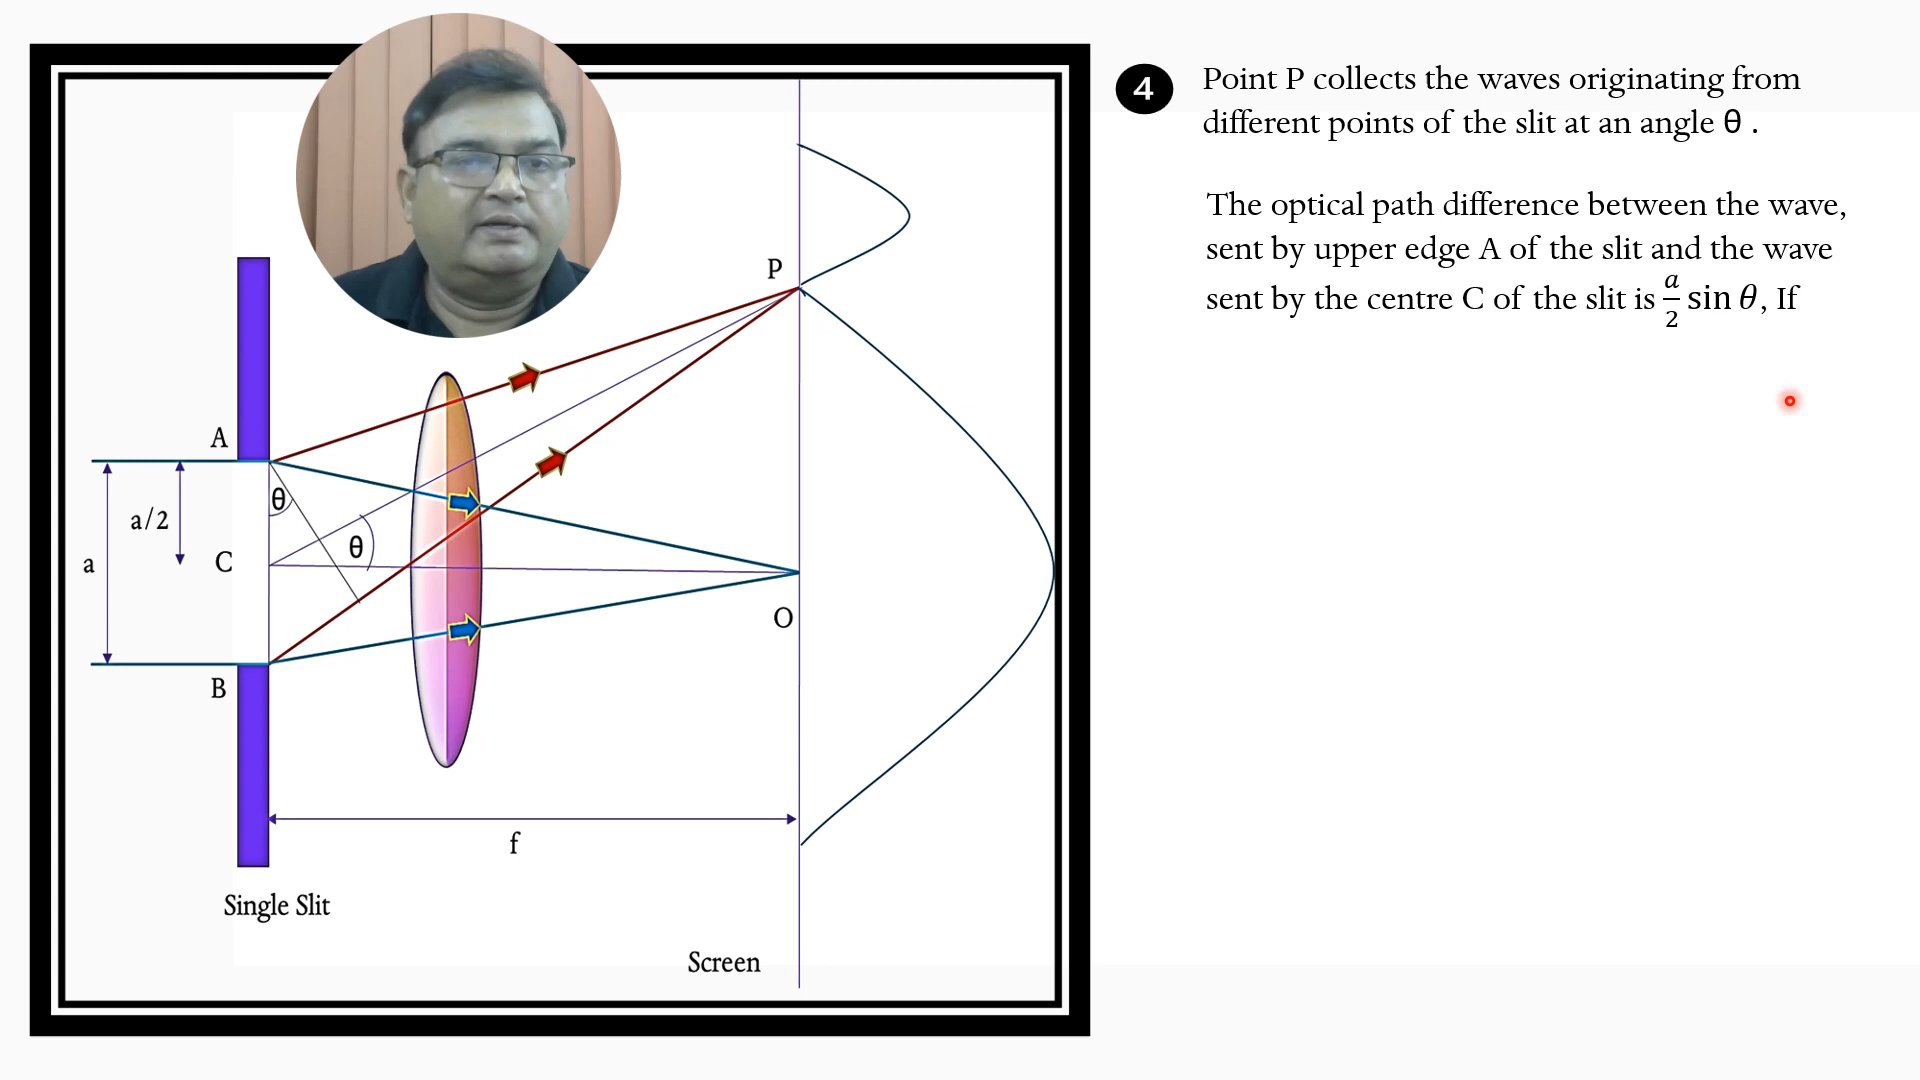 4
Point P collects the waves originating from
different points of the slit at an angle θ .
The optical path difference between the wave,
sent by upper edge A of the slit and the wave
sent by the centre C of the slit is a/2 sin θ, If
P
A
θ
a/2
θ
C
a
O
B
f
Single Slit
Screen